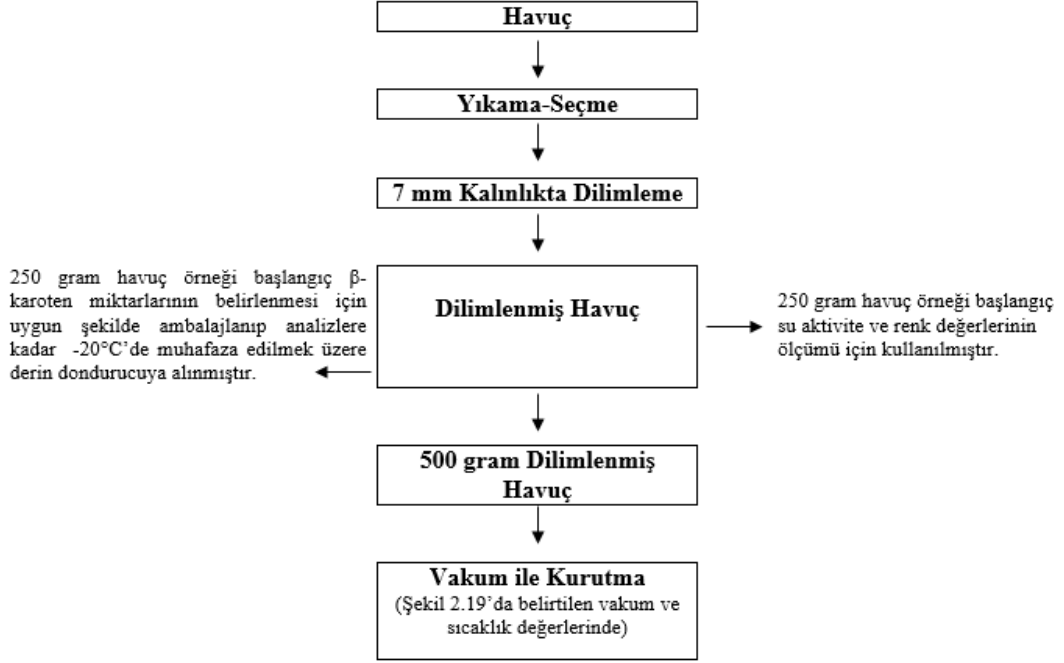 Havuç
Yıkama-Seçme
7 mm Kalınlıkta Dilimleme
250 gram havuç örneği başlangıç β-
karoten miktarlarının belirlenmesi için
uygun şekilde ambalajlanıp analizlere
kadar -20°C’de muhafaza edilmek üzere
derin dondurucuya alınmıştır.
Dilimlenmiş Havuç
250 gram havuç örneği başlangıç
su aktivite ve renk değerlerinin
ölçümü için kullanılmıştır.
500 gram Dilimlenmiş
Havuç
Vakum ile Kurutma
(Şekil 2.19’da belirtilen vakum ve
sıcaklık değerlerinde)